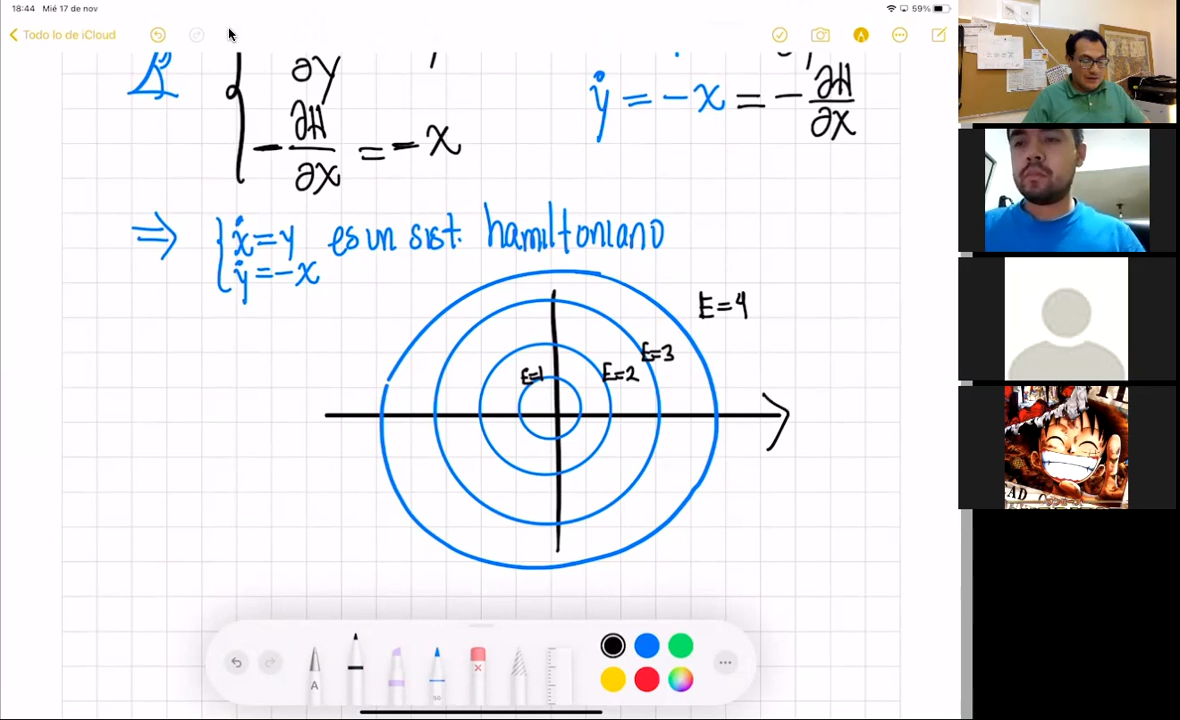 18:44 Mié 17 de nov
59%
Todo lo de iCloud
∂y
-∂H/∂x = -x
ẏ = -x = -∂H/∂x
⇒ { ẋ=y es un sist. hamiltoniano
ẏ=-x
E=4
E=3
E=1 E=2
A
50
AD